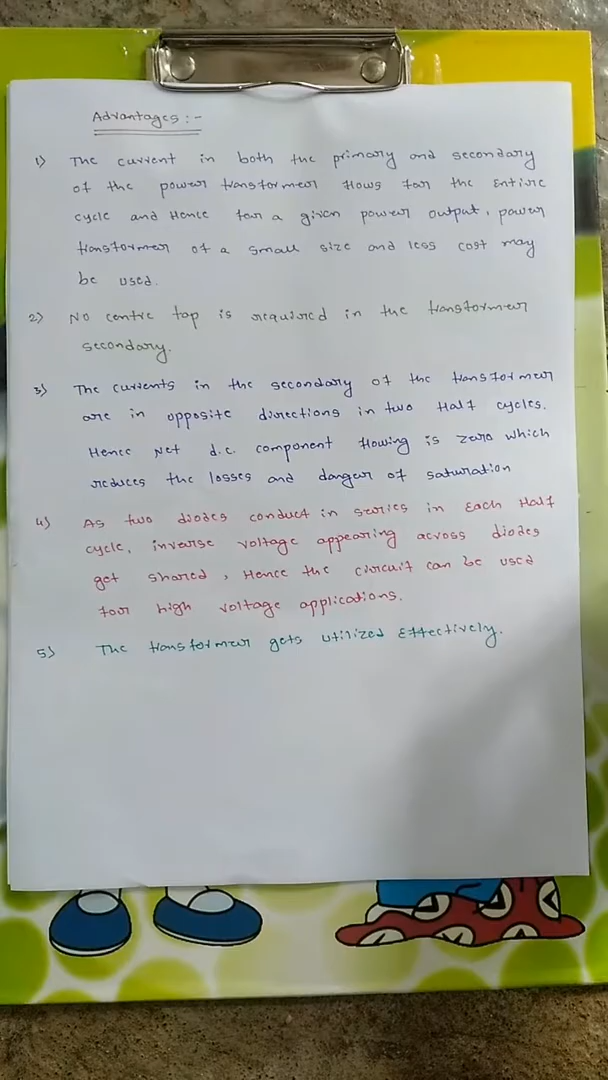 Advantages :-
1) The current in both the primary and secondary
of the power transformer flows for the entire
cycle and Hence for a given power output, power
transformer of a small size and less cost may
be used.
2) No centre tap is required in the transformer
secondary.
3) The currents in the secondary of the transformer
are in opposite directions in two Half cycles.
Hence Net d.c. component flowing is zero which
reduces the losses and danger of saturation
4) As two diodes conduct in series in Each Half
cycle, inverse voltage appearing across diodes
get shared, Hence the circuit can be used
for high voltage applications.
5) The transformer gets utilized Effectively.